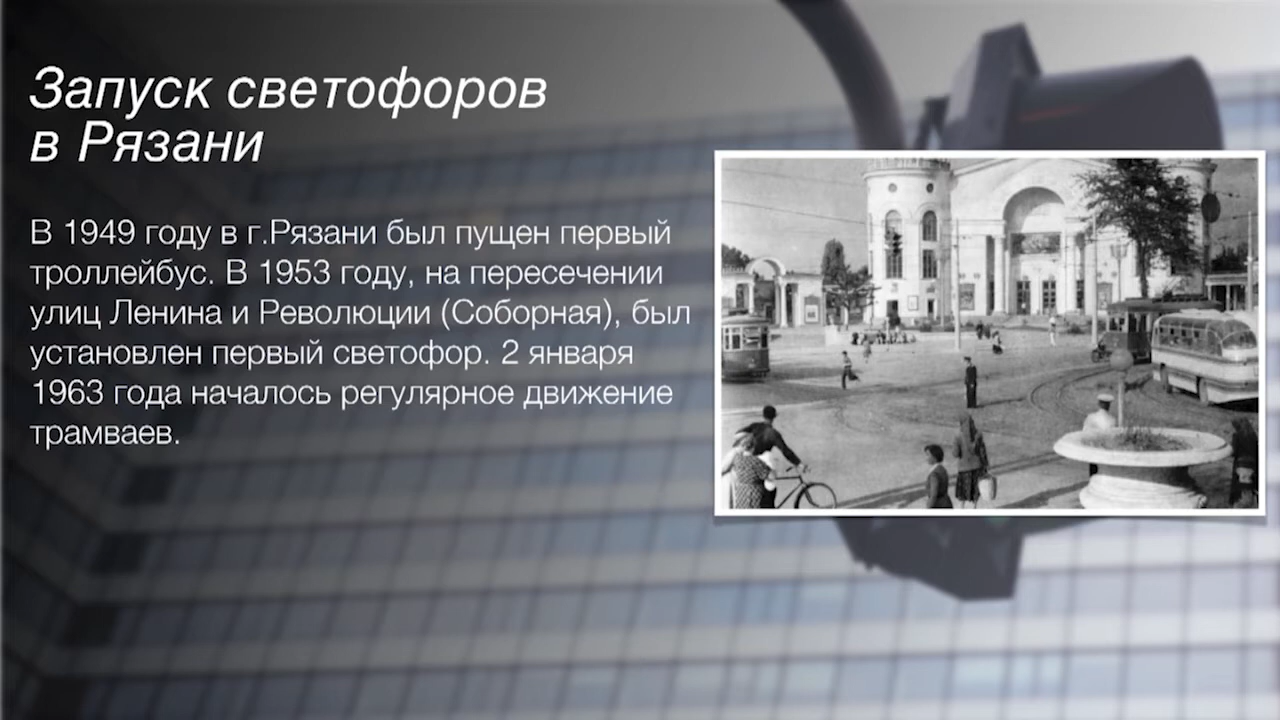 Запуск светофоров
в Рязани
В 1949 году в г.Рязани был пущен первый
троллейбус. В 1953 году, на пересечении
улиц Ленина и Революции (Соборная), был
установлен первый светофор. 2 января
1963 года началось регулярное движение
трамваев.